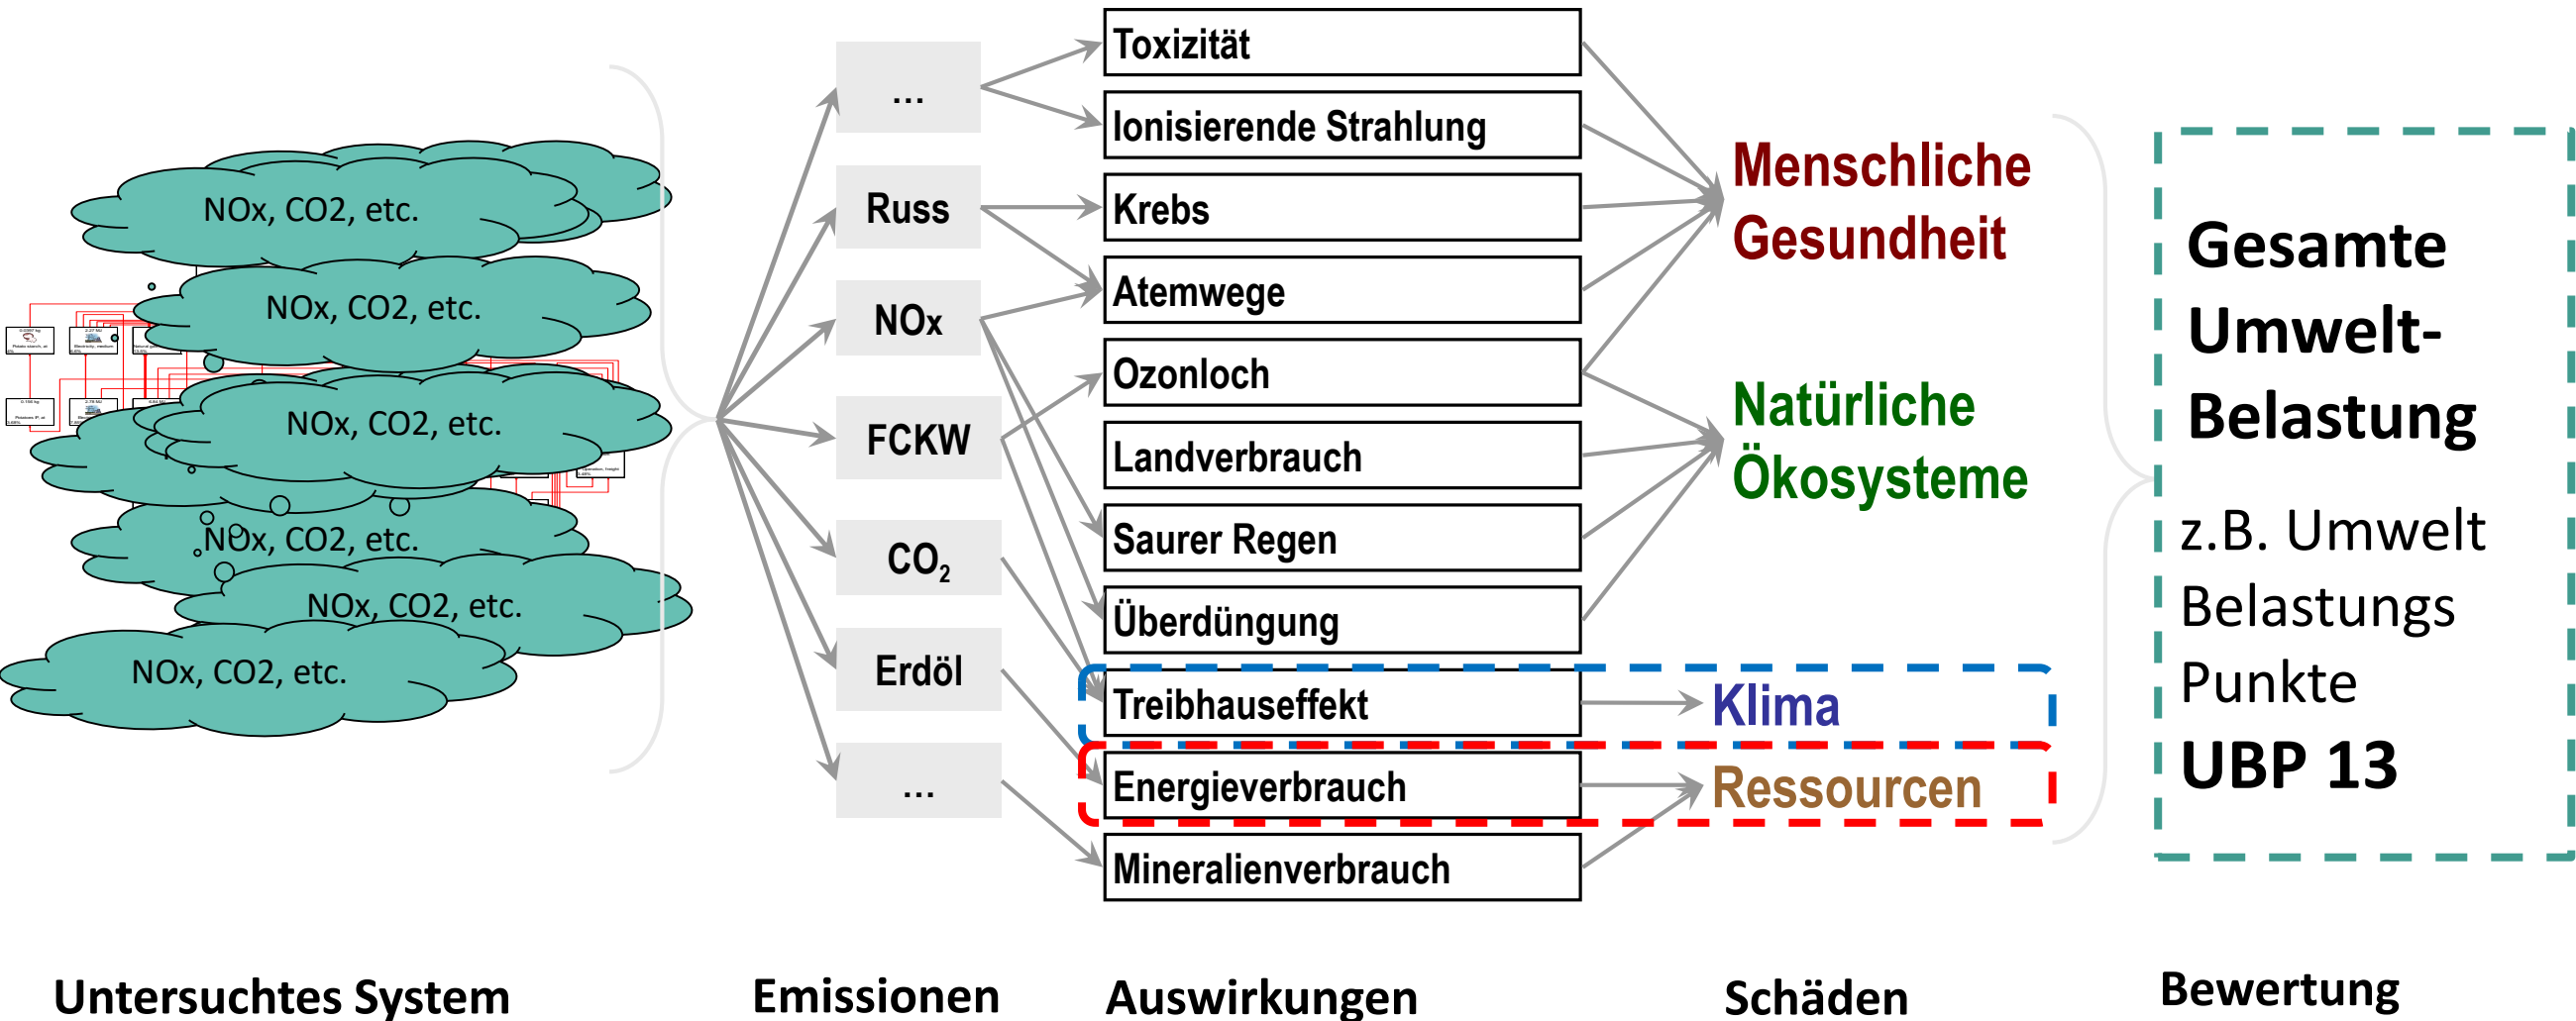 NOx, CO2, etc.
NOx, CO2, etc.
NOx, CO2, etc.
NOx, CO2, etc.
NOx, CO2, etc.
NOx, CO2, etc.
Untersuchtes System
...
Russ
NOx
FCKW
CO₂
Erdöl
...
Emissionen
Toxizität
Ionisierende Strahlung
Krebs
Atemwege
Ozonloch
Landverbrauch
Saurer Regen
Überdüngung
Treibhauseffekt
Energieverbrauch
Mineralienverbrauch
Auswirkungen
Menschliche
Gesundheit
Natürliche
Ökosysteme
Klima
Ressourcen
Schäden
Gesamte
Umwelt-
Belastung
z.B. Umwelt
Belastungs
Punkte
UBP 13
Bewertung